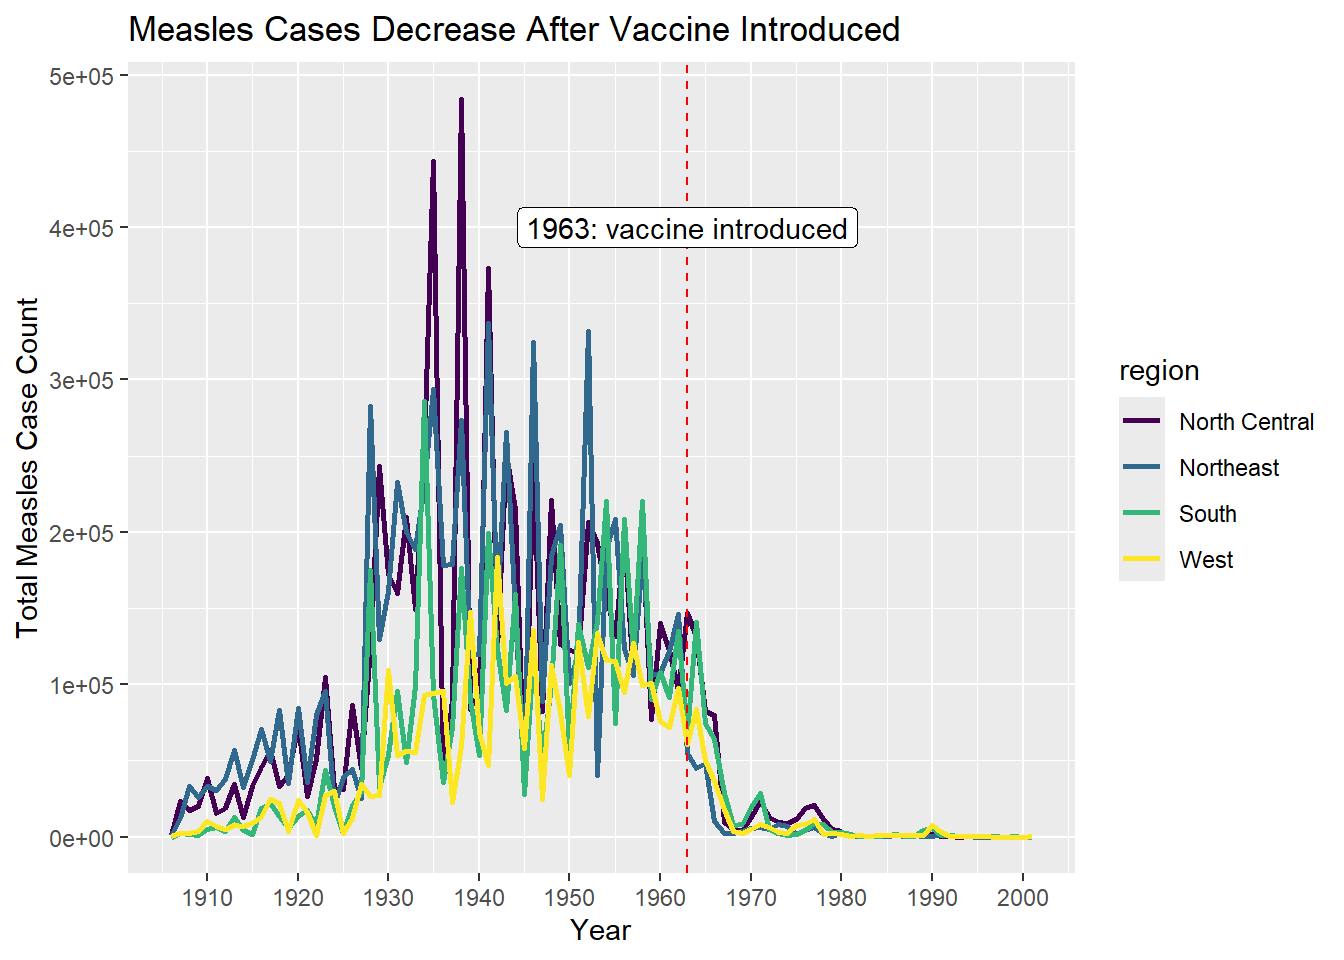 Measles Cases Decrease After Vaccine Introduced
5e+05
4e+05
3e+05
2e+05
1e+05
0e+00
Total Measles Case Count
1963: vaccine introduced
1910 1920 1930 1940 1950 1960 1970 1980 1990 2000
Year
region
North Central
Northeast
South
West